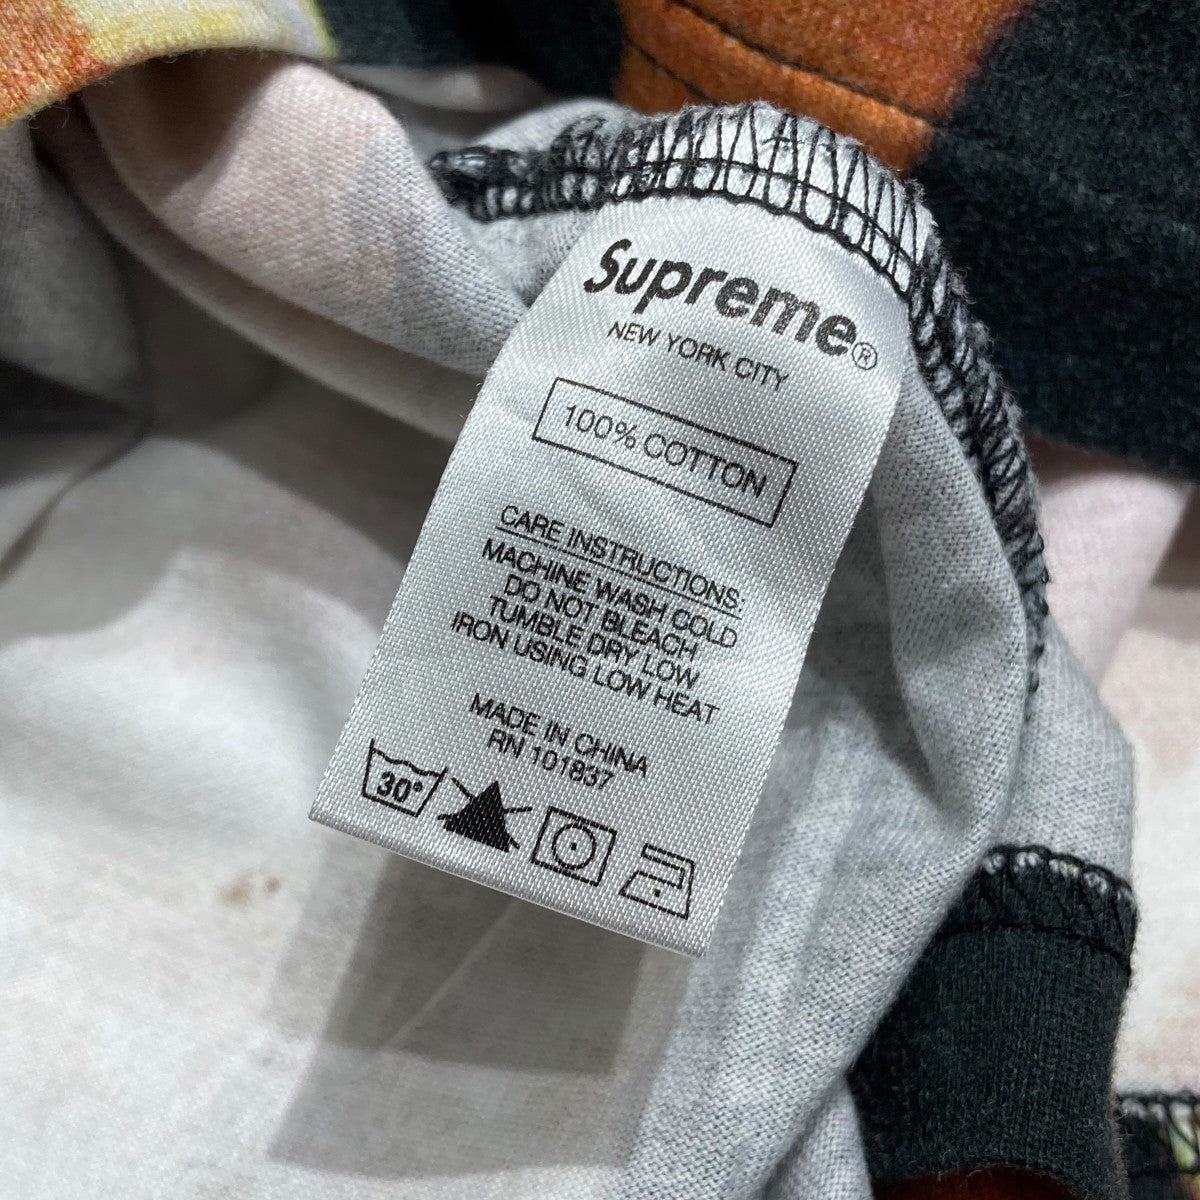 Supreme®
NEW YORK CITY
100% COTTON
CARE INSTRUCTIONS:
MACHINE WASH COLD
DO NOT BLEACH
TUMBLE DRY LOW
IRON USING LOW HEAT
MADE IN CHINA
RN 101837
30°